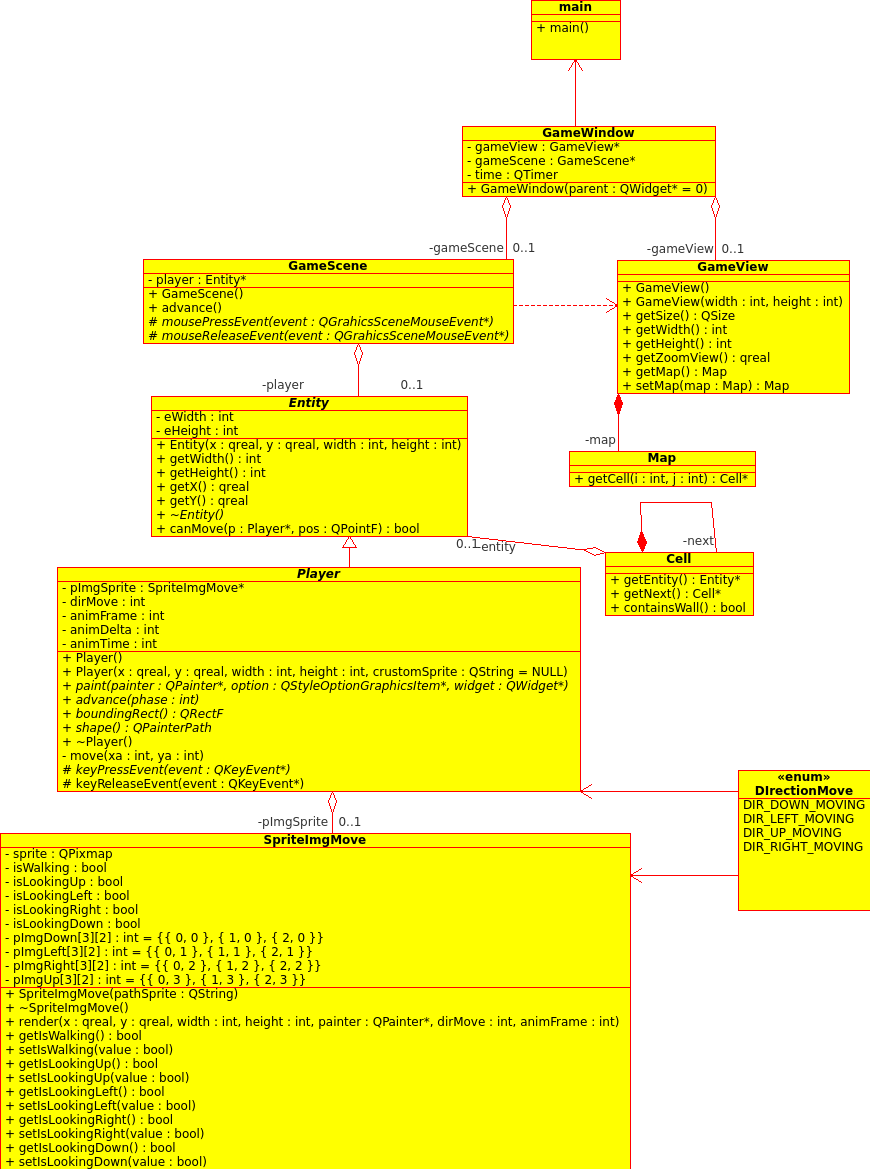 main
+ main()
GameWindow
- gameView : GameView*
- gameScene : GameScene*
- time : QTimer
+ GameWindow(parent : QWidget* = 0)
-gameScene 0..1
-gameView 0..1
GameScene
- player : Entity*
+ GameScene()
+ advance()
# mousePressEvent(event : QGrahicsSceneMouseEvent*)
# mouseReleaseEvent(event : QGrahicsSceneMouseEvent*)
GameView
+ GameView()
+ GameView(width : int, height : int)
+ getSize() : QSize
+ getWidth() : int
+ getHeight() : int
+ getZoomView() : qreal
+ getMap() : Map
+ setMap(map : Map) : Map
-player 0..1
-map
Entity
- eWidth : int
- eHeight : int
+ Entity(x : qreal, y : qreal, width : int, height : int)
+ getWidth() : int
+ getHeight() : int
+ getX() : qreal
+ getY() : qreal
+ ~Entity()
+ canMove(p : Player*, pos : QPointF) : bool
Map
+ getCell(i : int, j : int) : Cell*
-next
0..1
-entity
Cell
+ getEntity() : Entity*
+ getNext() : Cell*
+ containsWall() : bool
Player
- pImgSprite : SpriteImgMove*
- dirMove : int
- animFrame : int
- animDelta : int
- animTime : int
+ Player()
+ Player(x : qreal, y : qreal, width : int, height : int, crustomSprite : QString = NULL)
+ paint(painter : QPainter*, option : QStyleOptionGraphicsItem*, widget : QWidget*)
+ advance(phase : int)
+ boundingRect() : QRectF
+ shape() : QPainterPath
+ ~Player()
- move(xa : int, ya : int)
# keyPressEvent(event : QKeyEvent*)
# keyReleaseEvent(event : QKeyEvent*)
«enum»
DIrectionMove
DIR_DOWN_MOVING
DIR_LEFT_MOVING
DIR_UP_MOVING
DIR_RIGHT_MOVING
-pImgSprite 0..1
SpriteImgMove
- sprite : QPixmap
- isWalking : bool
- isLookingUp : bool
- isLookingLeft : bool
- isLookingRight : bool
- isLookingDown : bool
- pImgDown[3][2] : int = {{ 0, 0 }, { 1, 0 }, { 2, 0 }}
- pImgLeft[3][2] : int = {{ 0, 1 }, { 1, 1 }, { 2, 1 }}
- pImgRight[3][2] : int = {{ 0, 2 }, { 1, 2 }, { 2, 2 }}
- pImgUp[3][2] : int = {{ 0, 3 }, { 1, 3 }, { 2, 3 }}
+ SpriteImgMove(pathSprite : QString)
+ ~SpriteImgMove()
+ render(x : qreal, y : qreal, width : int, height : int, painter : QPainter*, dirMove : int, animFrame : int)
+ getIsWalking() : bool
+ setIsWalking(value : bool)
+ getIsLookingUp() : bool
+ setIsLookingUp(value : bool)
+ getIsLookingLeft() : bool
+ setIsLookingLeft(value : bool)
+ getIsLookingRight() : bool
+ setIsLookingRight(value : bool)
+ getIsLookingDown() : bool
+ setIsLookingDown(value : bool)